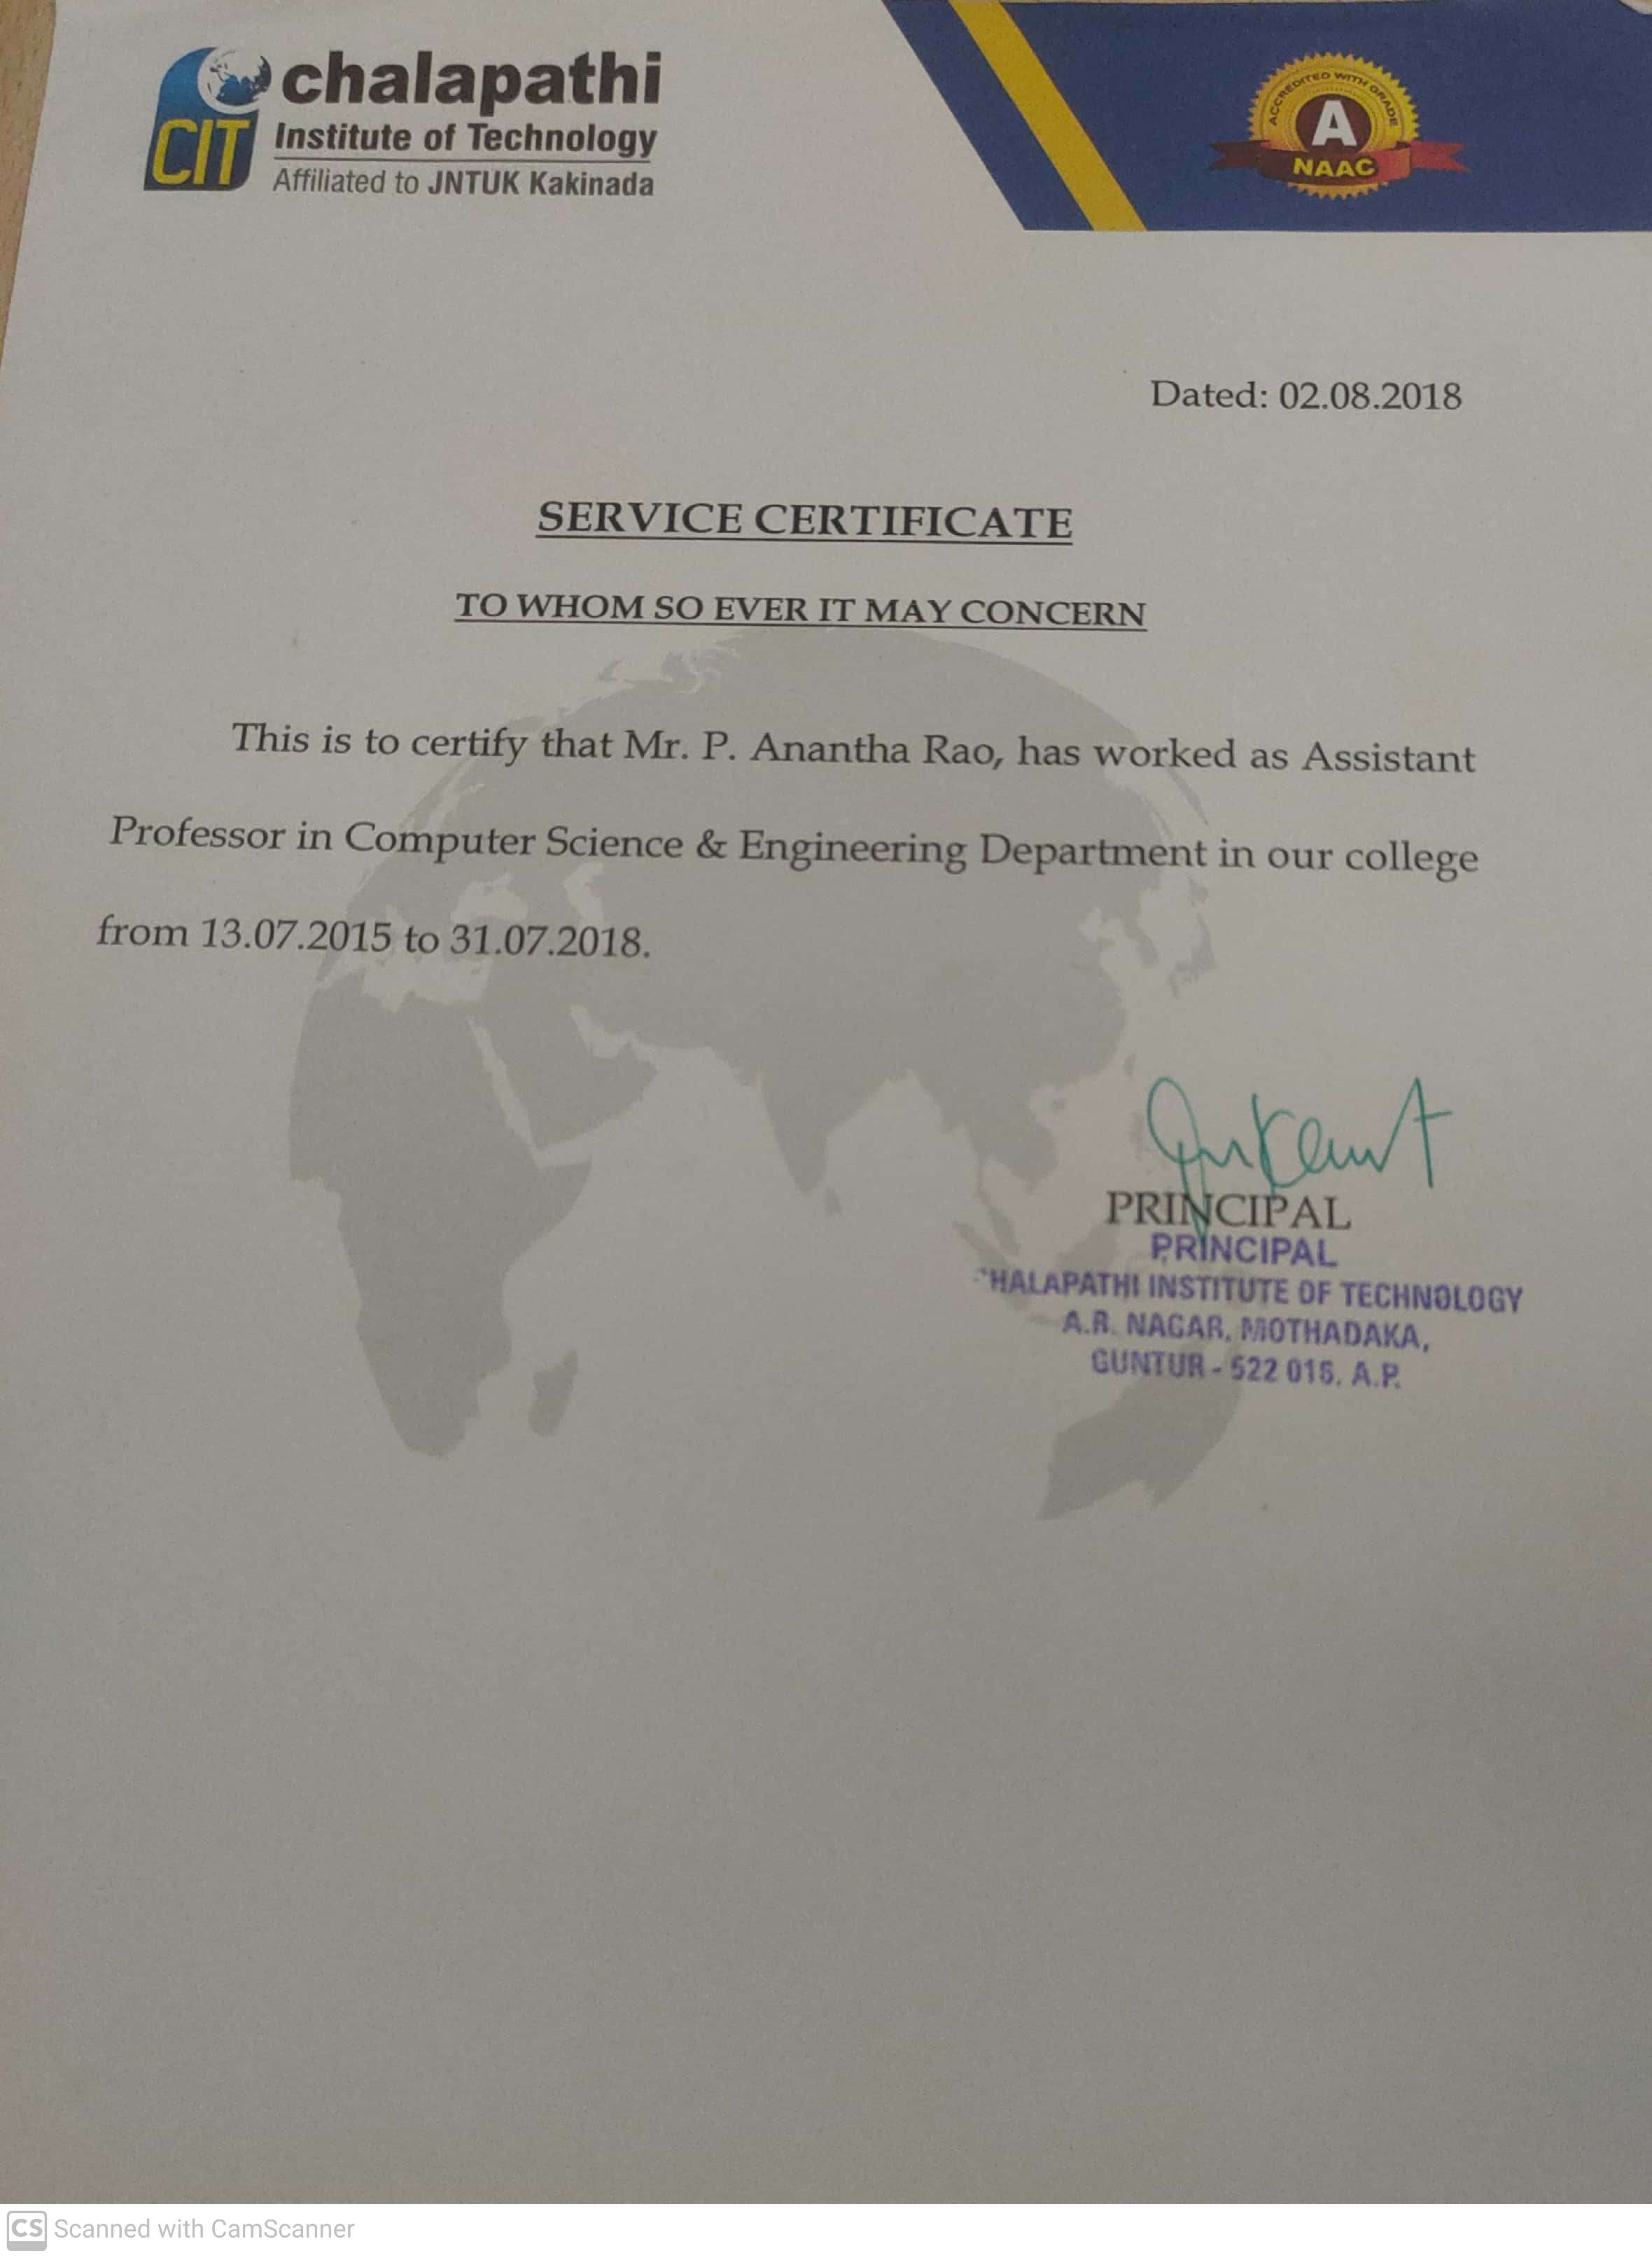 chalapathi
CIT
Institute of Technology
Affiliated to JNTUK Kakinada
ACCREDITED WITH GRADE
A
NAAC
Dated: 02.08.2018
SERVICE CERTIFICATE
TO WHOM SO EVER IT MAY CONCERN
This is to certify that Mr. P. Anantha Rao, has worked as Assistant
Professor in Computer Science & Engineering Department in our college
from 13.07.2015 to 31.07.2018.
PRINCIPAL
PRINCIPAL
HALAPATHI INSTITUTE OF TECHNOLOGY
A.R. NAGAR, MOTHADAKA,
GUNTUR - 522 016. A.P.
CS Scanned with CamScanner